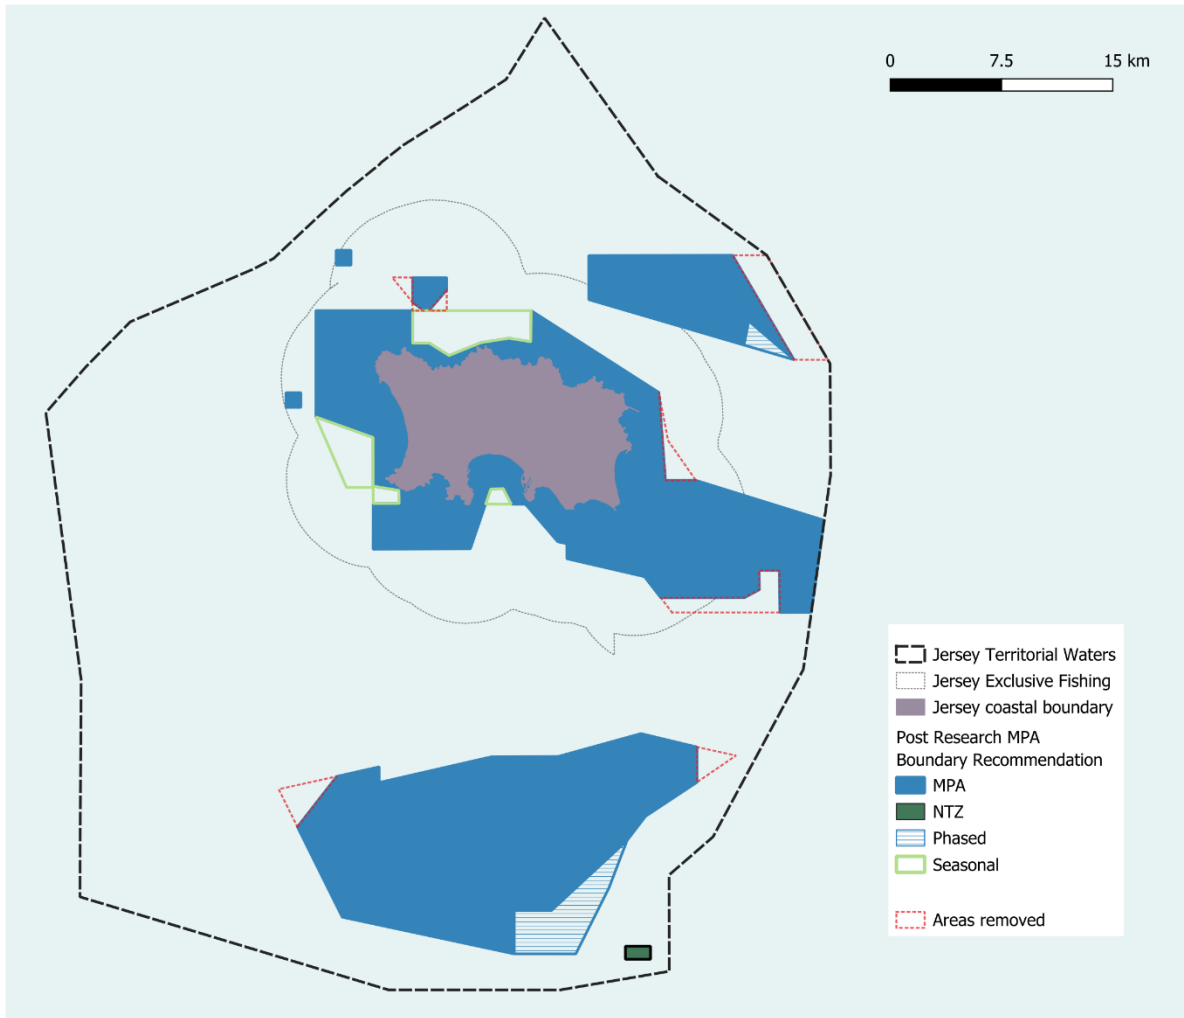 0 7.5 15 km
Jersey Territorial Waters
Jersey Exclusive Fishing
Jersey coastal boundary
Post Research MPA
Boundary Recommendation
MPA
NTZ
Phased
Seasonal
Areas removed